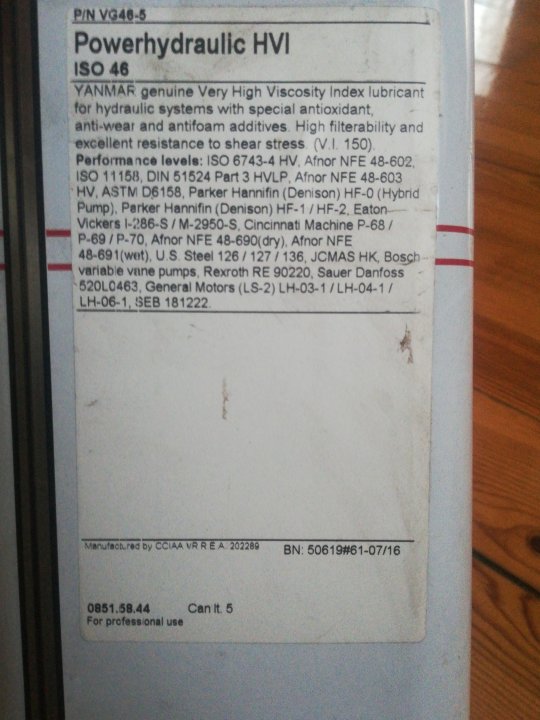 P/N VG46-5
Powerhydraulic HVI
ISO 46
YANMAR genuine Very High Viscosity Index lubricant
for hydraulic systems with special antioxidant,
anti-wear and antifoam additives. High filterability and
excellent resistance to shear stress. (V.I. 150).
Performance levels: ISO 6743-4 HV, Afnor NFE 48-602,
ISO 11158, DIN 51524 Part 3 HVLP, Afnor NFE 48-603
HV, ASTM D6158, Parker Hannifin (Denison) HF-0 (Hybrid
Pump), Parker Hannifin (Denison) HF-1 / HF-2, Eaton
Vickers I-286-S / M-2950-S, Cincinnati Machine P-68 /
P-69 / P-70, Afnor NFE 48-690(dry), Afnor NFE
48-691(wet), U.S. Steel 126 / 127 / 136, JCMAS HK, Bosch
variable vane pumps, Rexroth RE 90220, Sauer Danfoss
520L0463, General Motors (LS-2) LH-03-1 / LH-04-1 /
LH-06-1, SEB 181222.
Manufactured by CCIAA VR R.E.A. 202289
BN: 50619#61-07/16
0851.58.44 Can lt. 5
For professional use